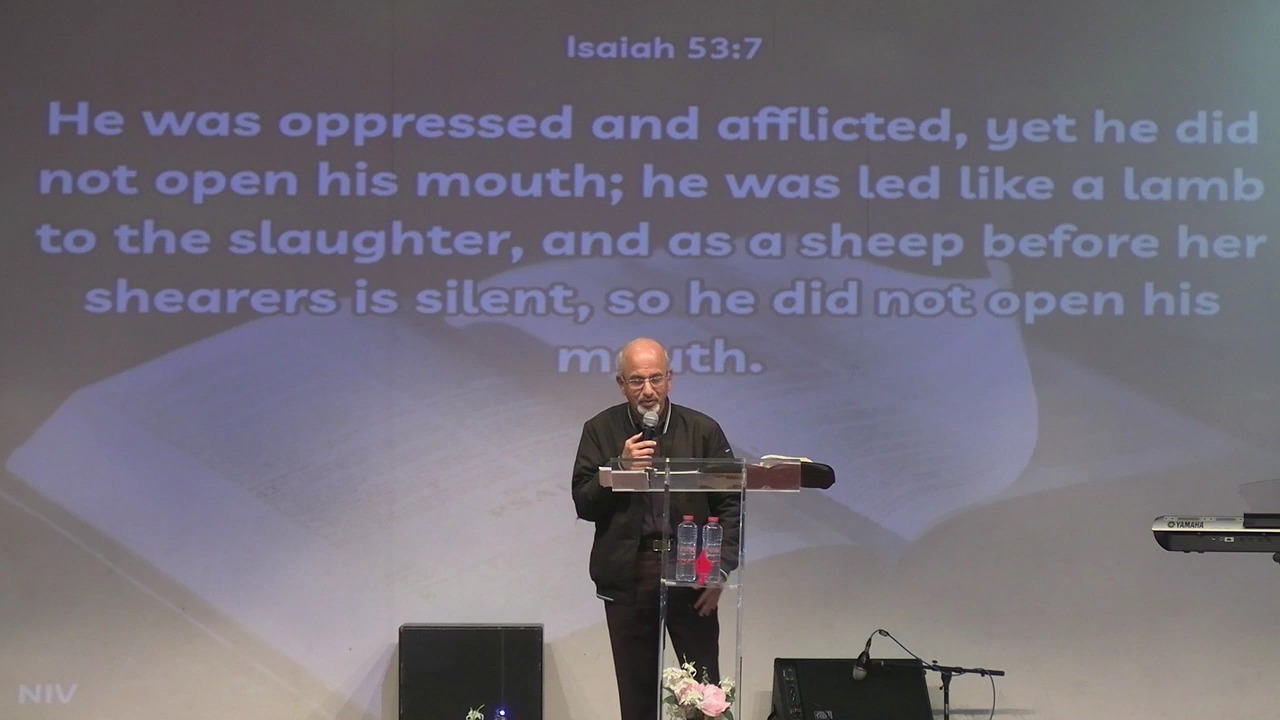 Isaiah 53:7
He was oppressed and afflicted, yet he did
not open his mouth; he was led like a lamb
to the slaughter, and as a sheep before her
shearers is silent, so he did not open his
mouth.
YAMAHA
NIV